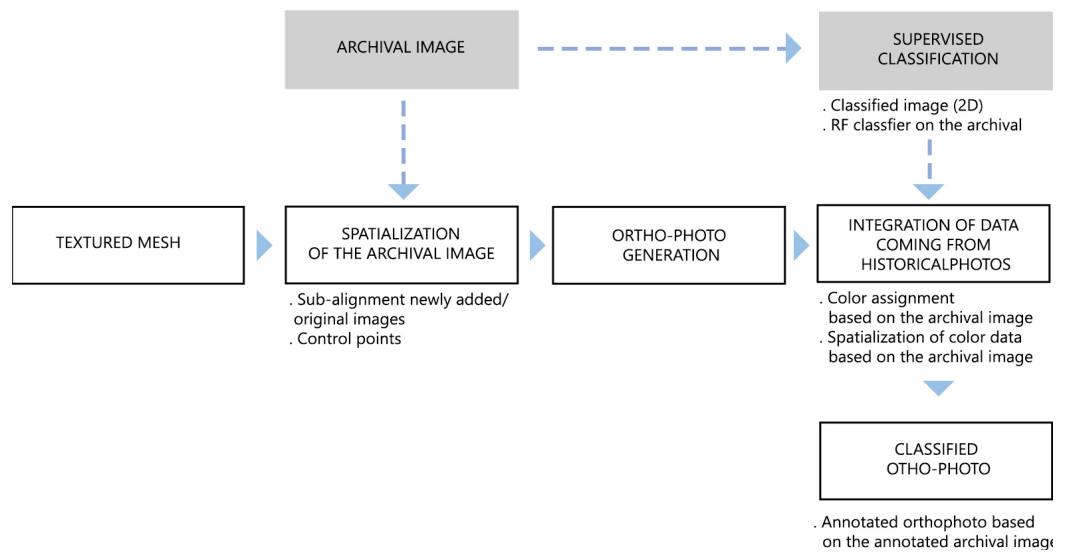 ARCHIVAL IMAGE
SUPERVISED
CLASSIFICATION
. Classified image (2D)
. RF classfier on the archival
TEXTURED MESH
SPATIALIZATION
OF THE ARCHIVAL IMAGE
. Sub-alignment newly added/
original images
. Control points
ORTHO-PHOTO
GENERATION
INTEGRATION OF DATA
COMING FROM
HISTORICALPHOTOS
. Color assignment
based on the archival image
. Spatialization of color data
based on the archival image
CLASSIFIED
OTHO-PHOTO
. Annotated orthophoto based
on the annotated archival image